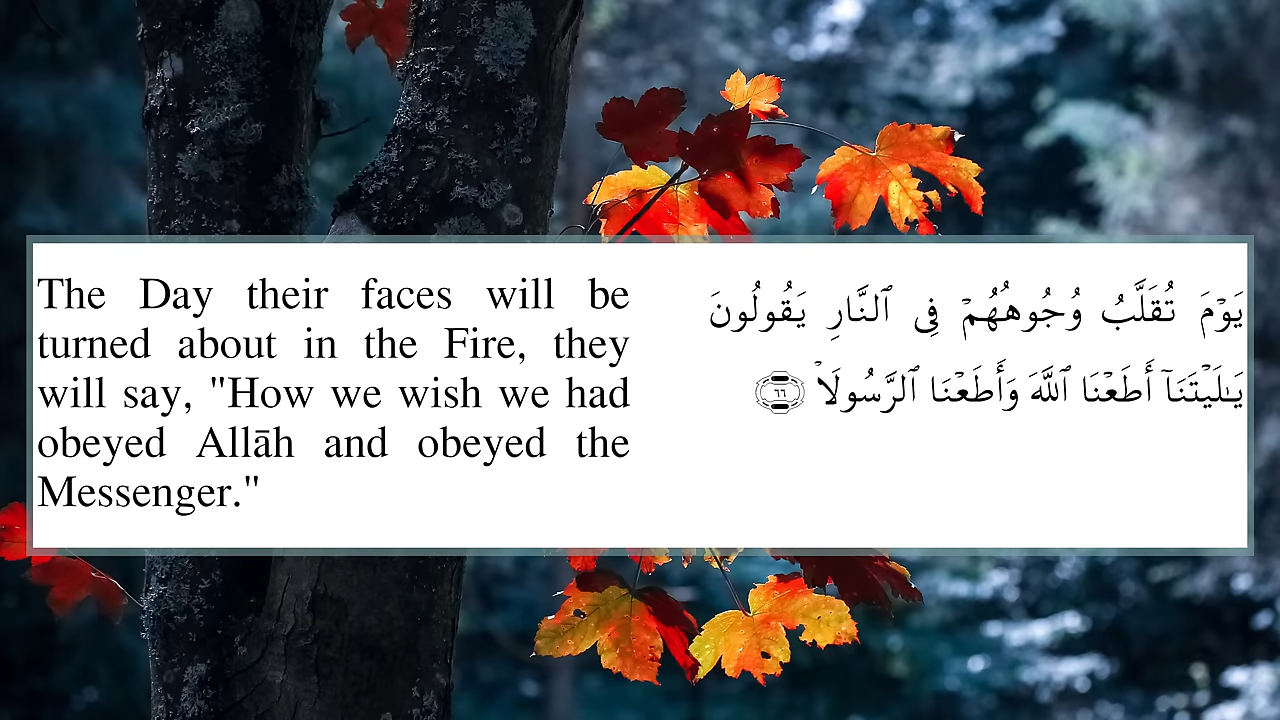 The Day their faces will be
turned about in the Fire, they
will say, "How we wish we had
obeyed Allāh and obeyed the
Messenger."
يَوْمَ تُقَلَّبُ وُجُوهُهُمْ فِى ٱلنَّارِ يَقُولُونَ
يَـٰلَيْتَنَآ أَطَعْنَا ٱللَّهَ وَأَطَعْنَا ٱلرَّسُولَا۠ ٦٦